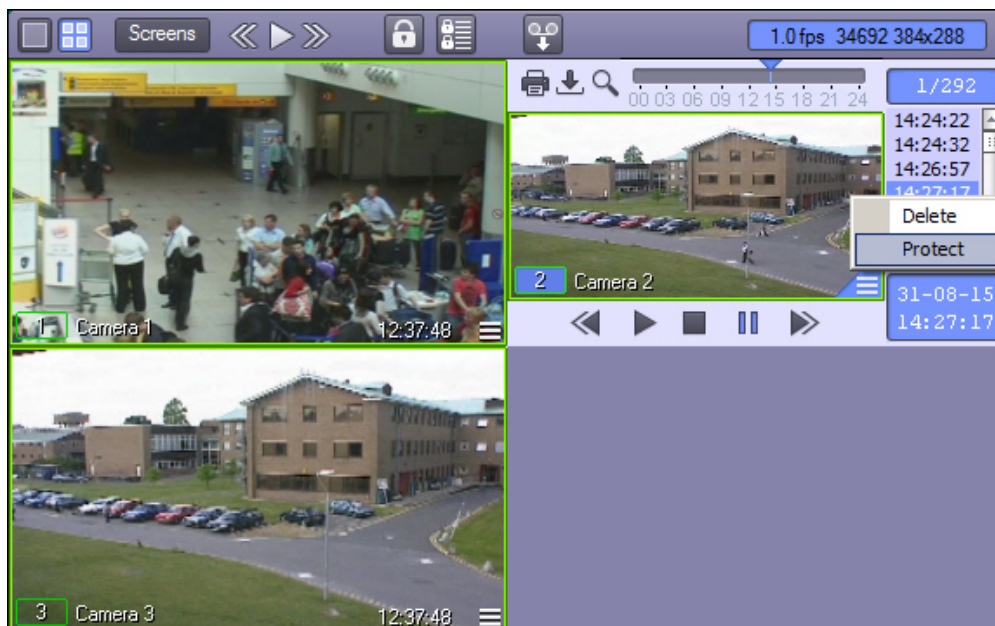 Screens
1.0 fps 34692 384x288
00 03 06 09 12 15 18 21 24
1/292
14:24:22
14:24:32
14:26:57
14:27:17
Delete
Protect
2 Camera 2
31-08-15
14:27:17
1 Camera 1 12:37:48
3 Camera 3 12:37:48